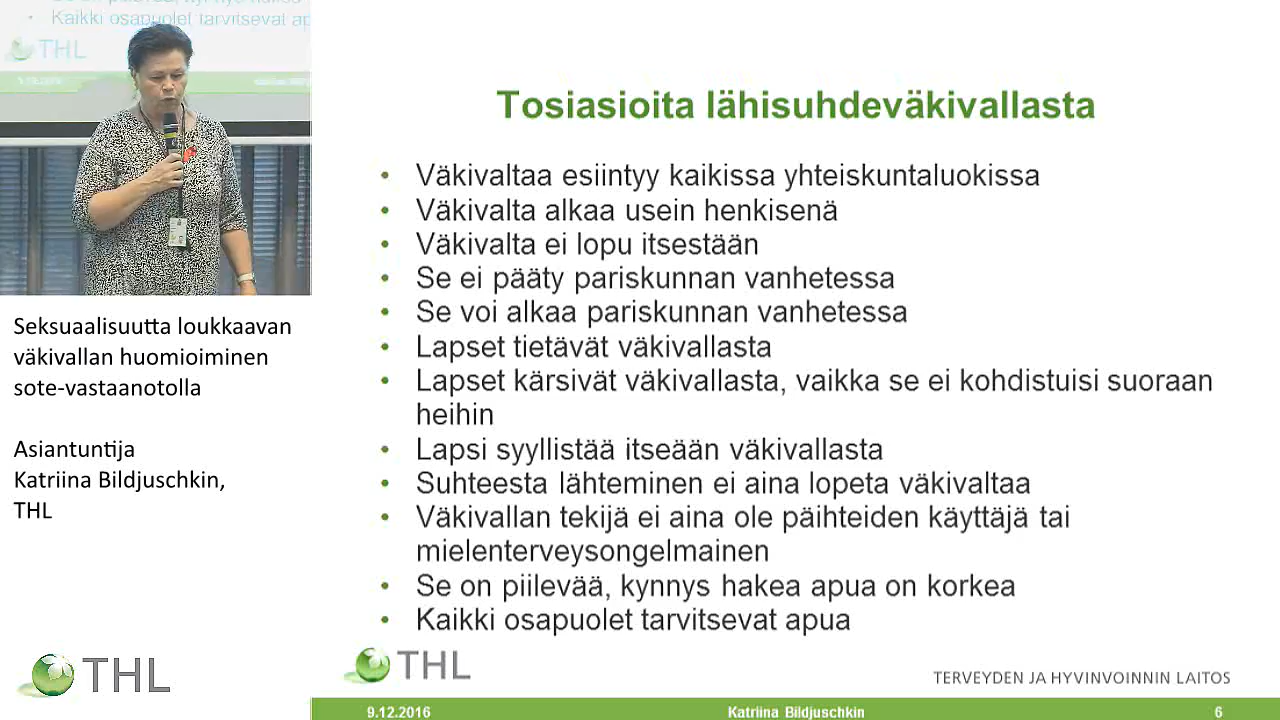 Kaikki osapuolet tarvitsevat
THL
Seksuaalisuutta loukkaavan
väkivallan huomioiminen
sote-vastaanotolla
Asiantuntija
Katriina Bildjuschkin,
THL
THL
Tosiasioita lähisuhdeväkivallasta
• Väkivaltaa esiintyy kaikissa yhteiskuntaluokissa
• Väkivalta alkaa usein henkisenä
• Väkivalta ei lopu itsestään
• Se ei pääty pariskunnan vanhetessa
• Se voi alkaa pariskunnan vanhetessa
• Lapset tietävät väkivallasta
• Lapset kärsivät väkivallasta, vaikka se ei kohdistuisi suoraan
heihin
• Lapsi syyllistää itseään väkivallasta
• Suhteesta lähteminen ei aina lopeta väkivaltaa
• Väkivallan tekijä ei aina ole päihteiden käyttäjä tai
mielenterveysongelmainen
• Se on piilevää, kynnys hakea apua on korkea
• Kaikki osapuolet tarvitsevat apua
THL
TERVEYDEN JA HYVINVOINNIN LAITOS
9.12.2016 Katriina Bildjuschkin 6